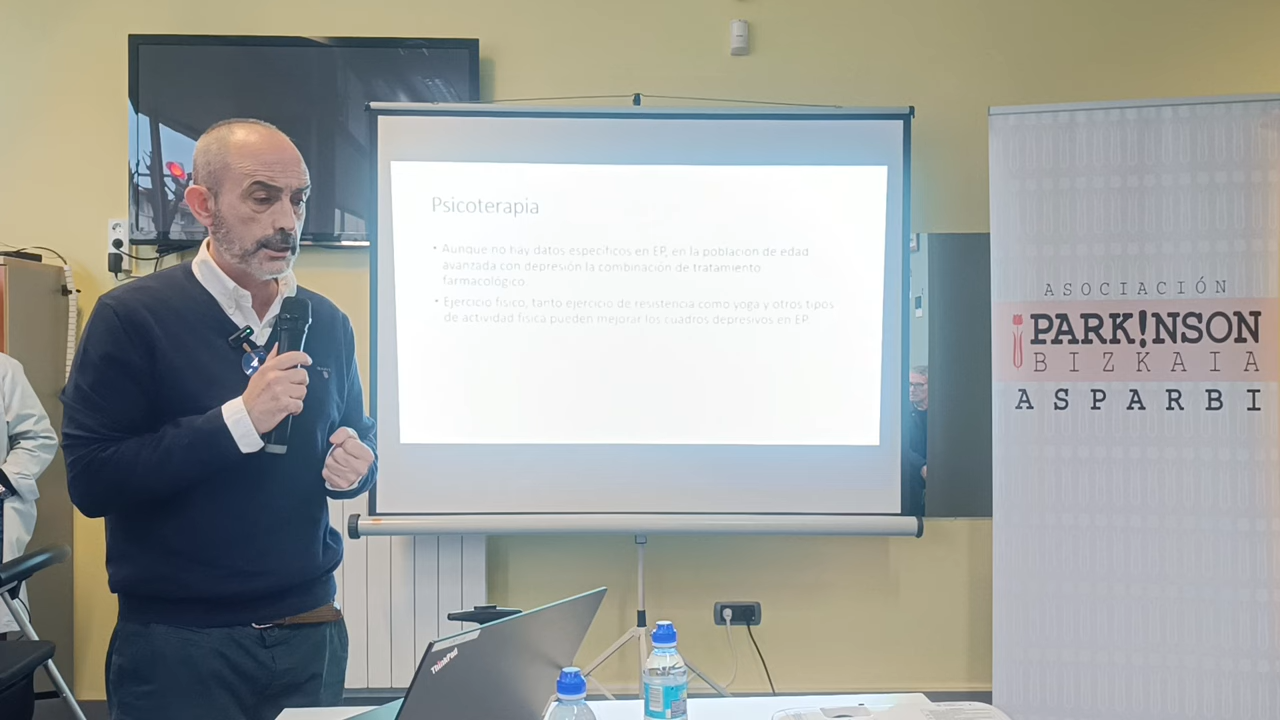 Psicoterapia
• Aunque no hay datos específicos en EP, en la población de edad
avanzada con depresión la combinación de tratamiento
farmacológico.
• Ejercicio físico, tanto ejercicio de resistencia como yoga y otros tipos
de actividad física pueden mejorar los cuadros depresivos en EP.
ASOCIACIÓN
PARK!NSON
BIZKAIA
ASPARBI
ThinkPad